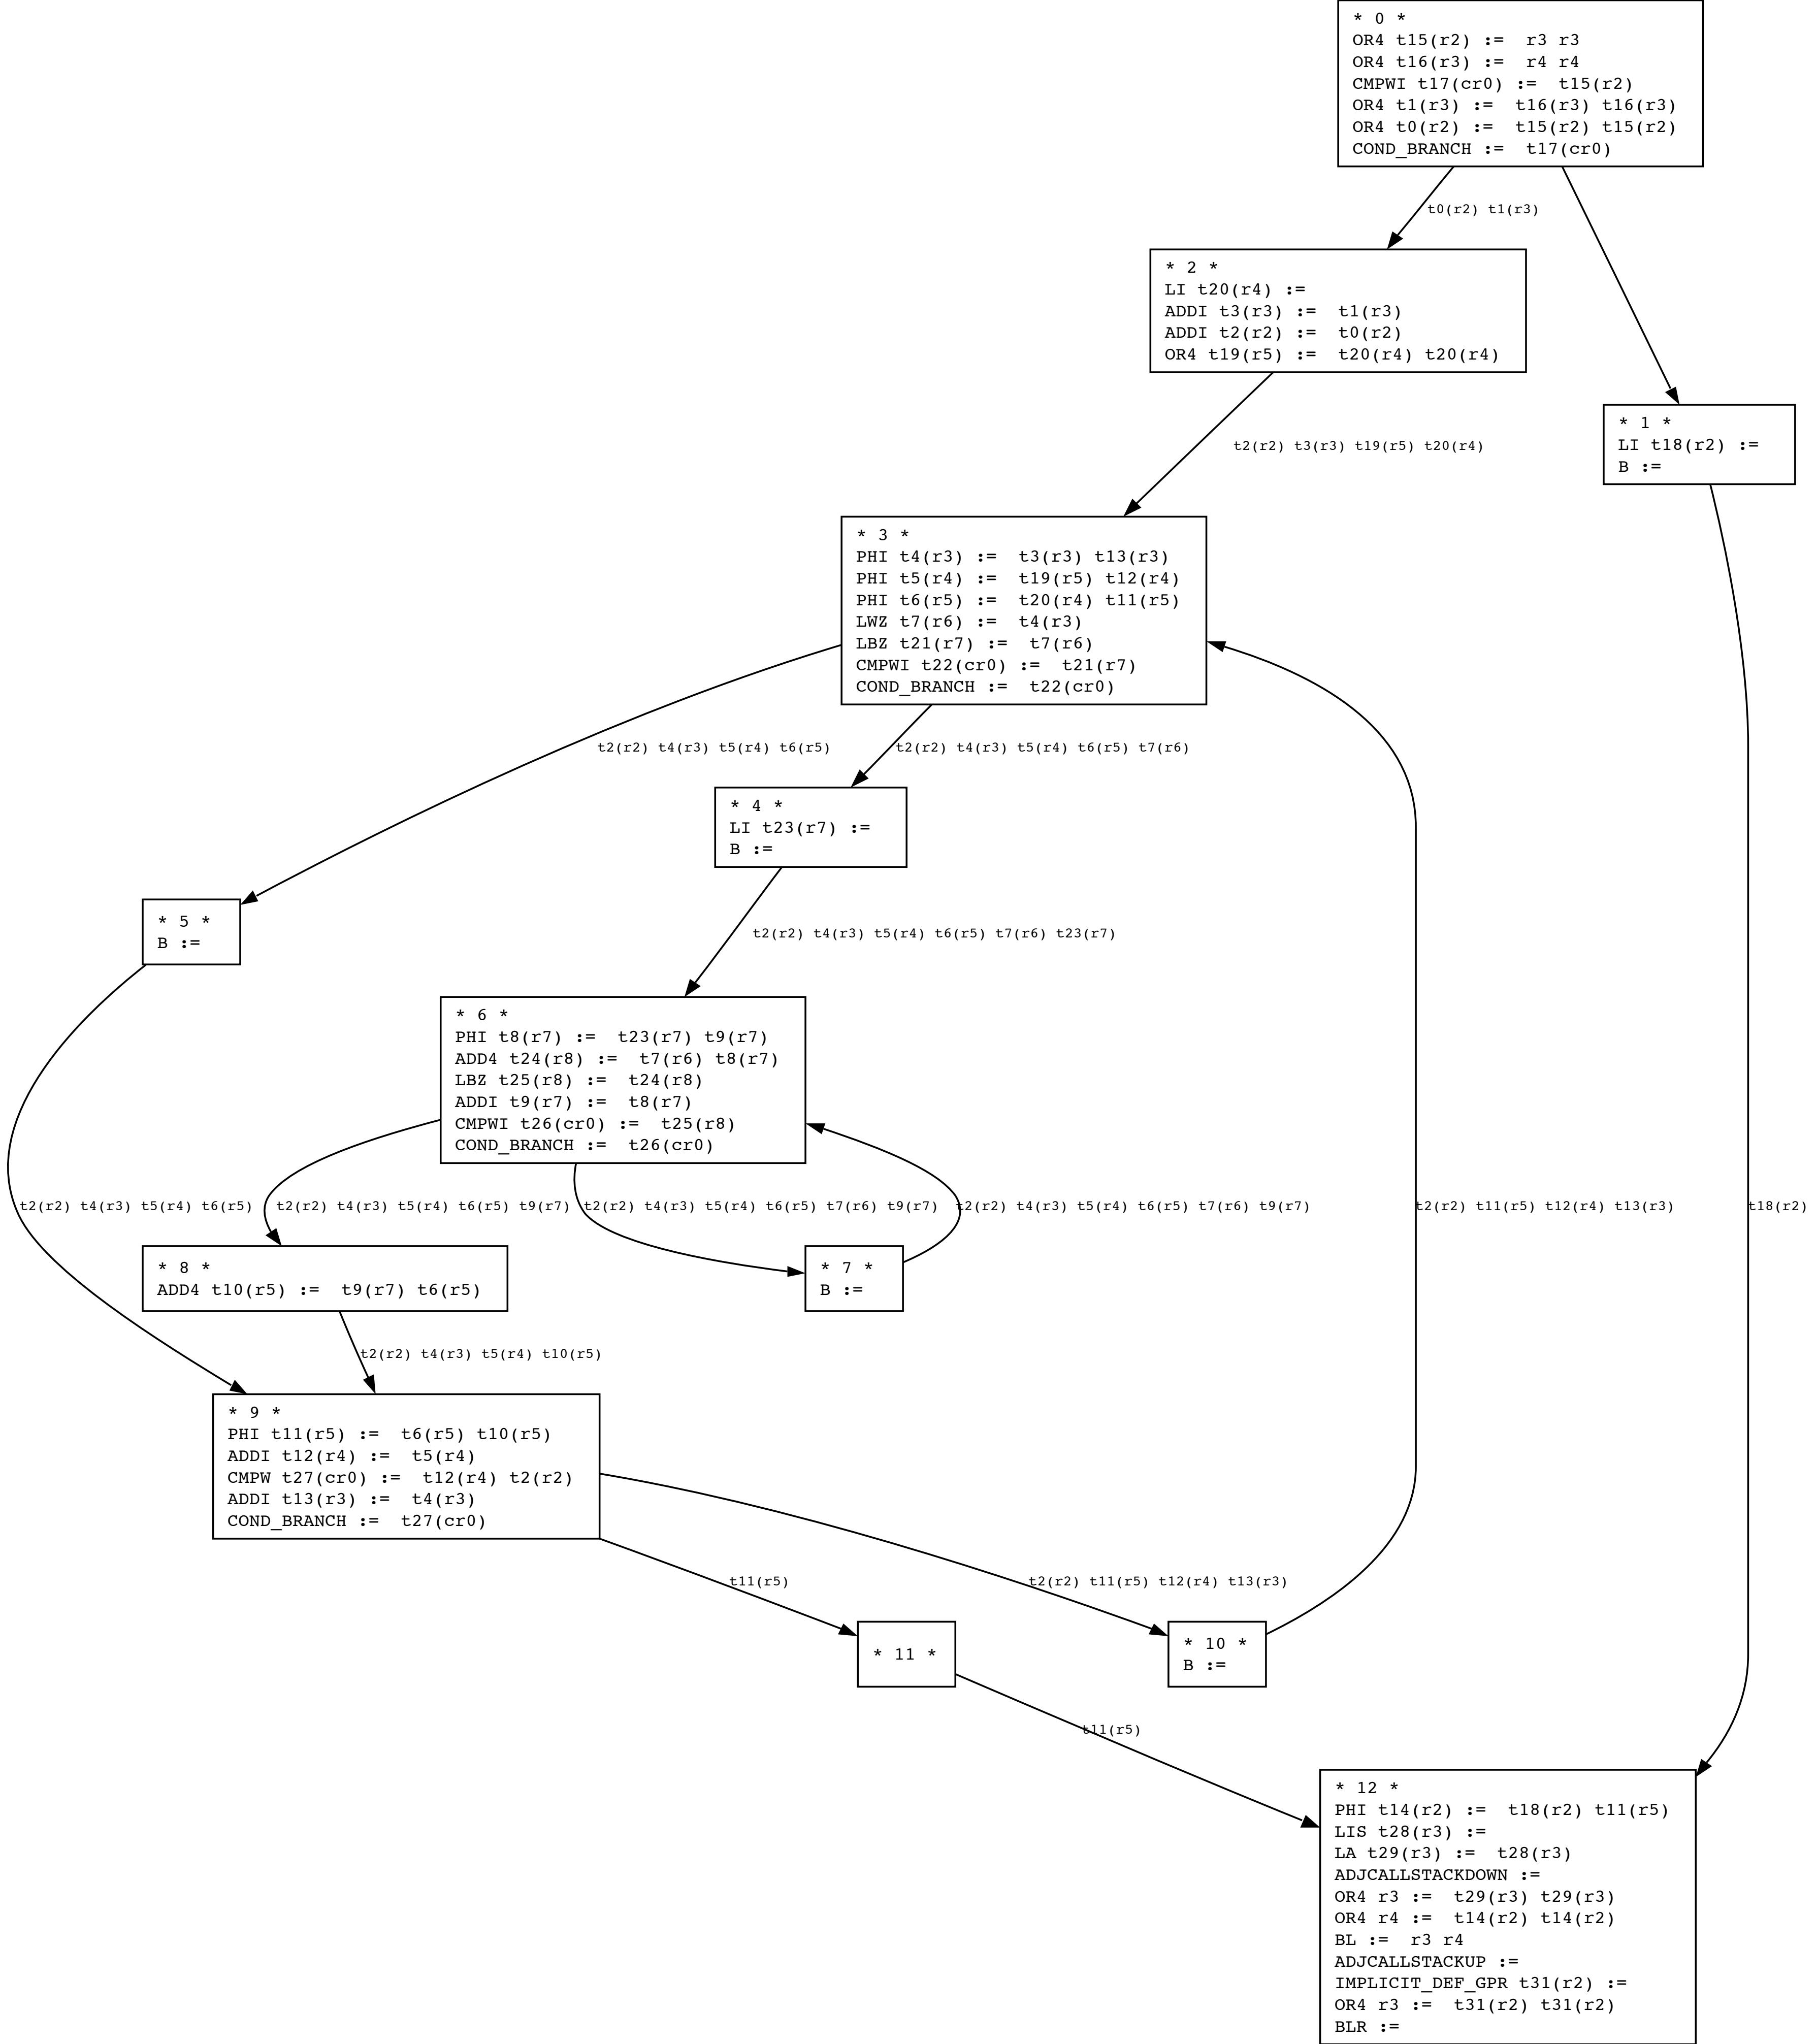 * 0 *
OR4 t15(r2) :=  r3 r3
OR4 t16(r3) :=  r4 r4
CMPWI t17(cr0) :=  t15(r2)
OR4 t1(r3) :=  t16(r3) t16(r3)
OR4 t0(r2) :=  t15(r2) t15(r2)
COND_BRANCH :=  t17(cr0)
t0(r2) t1(r3)
* 2 *
LI t20(r4) :=
ADDI t3(r3) :=  t1(r3)
ADDI t2(r2) :=  t0(r2)
OR4 t19(r5) :=  t20(r4) t20(r4)
* 1 *
LI t18(r2) :=
B :=
t2(r2) t3(r3) t19(r5) t20(r4)
* 3 *
PHI t4(r3) :=  t3(r3) t13(r3)
PHI t5(r4) :=  t19(r5) t12(r4)
PHI t6(r5) :=  t20(r4) t11(r5)
LWZ t7(r6) :=  t4(r3)
LBZ t21(r7) :=  t7(r6)
CMPWI t22(cr0) :=  t21(r7)
COND_BRANCH :=  t22(cr0)
t2(r2) t4(r3) t5(r4) t6(r5)
t2(r2) t4(r3) t5(r4) t6(r5) t7(r6)
* 4 *
LI t23(r7) :=
B :=
* 5 *
B :=
t2(r2) t4(r3) t5(r4) t6(r5) t7(r6) t23(r7)
* 6 *
PHI t8(r7) :=  t23(r7) t9(r7)
ADD4 t24(r8) :=  t7(r6) t8(r7)
LBZ t25(r8) :=  t24(r8)
ADDI t9(r7) :=  t8(r7)
CMPWI t26(cr0) :=  t25(r8)
COND_BRANCH :=  t26(cr0)
t2(r2) t4(r3) t5(r4) t6(r5)
t2(r2) t4(r3) t5(r4) t6(r5) t9(r7)
t2(r2) t4(r3) t5(r4) t6(r5) t7(r6) t9(r7)
t2(r2) t4(r3) t5(r4) t6(r5) t7(r6) t9(r7)
t2(r2) t11(r5) t12(r4) t13(r3)
t18(r2)
* 8 *
ADD4 t10(r5) :=  t9(r7) t6(r5)
* 7 *
B :=
t2(r2) t4(r3) t5(r4) t10(r5)
* 9 *
PHI t11(r5) :=  t6(r5) t10(r5)
ADDI t12(r4) :=  t5(r4)
CMPW t27(cr0) :=  t12(r4) t2(r2)
ADDI t13(r3) :=  t4(r3)
COND_BRANCH :=  t27(cr0)
t11(r5)
t2(r2) t11(r5) t12(r4) t13(r3)
* 11 *
* 10 *
B :=
t11(r5)
* 12 *
PHI t14(r2) :=  t18(r2) t11(r5)
LIS t28(r3) :=
LA t29(r3) :=  t28(r3)
ADJCALLSTACKDOWN :=
OR4 r3 :=  t29(r3) t29(r3)
OR4 r4 :=  t14(r2) t14(r2)
BL :=  r3 r4
ADJCALLSTACKUP :=
IMPLICIT_DEF_GPR t31(r2) :=
OR4 r3 :=  t31(r2) t31(r2)
BLR :=